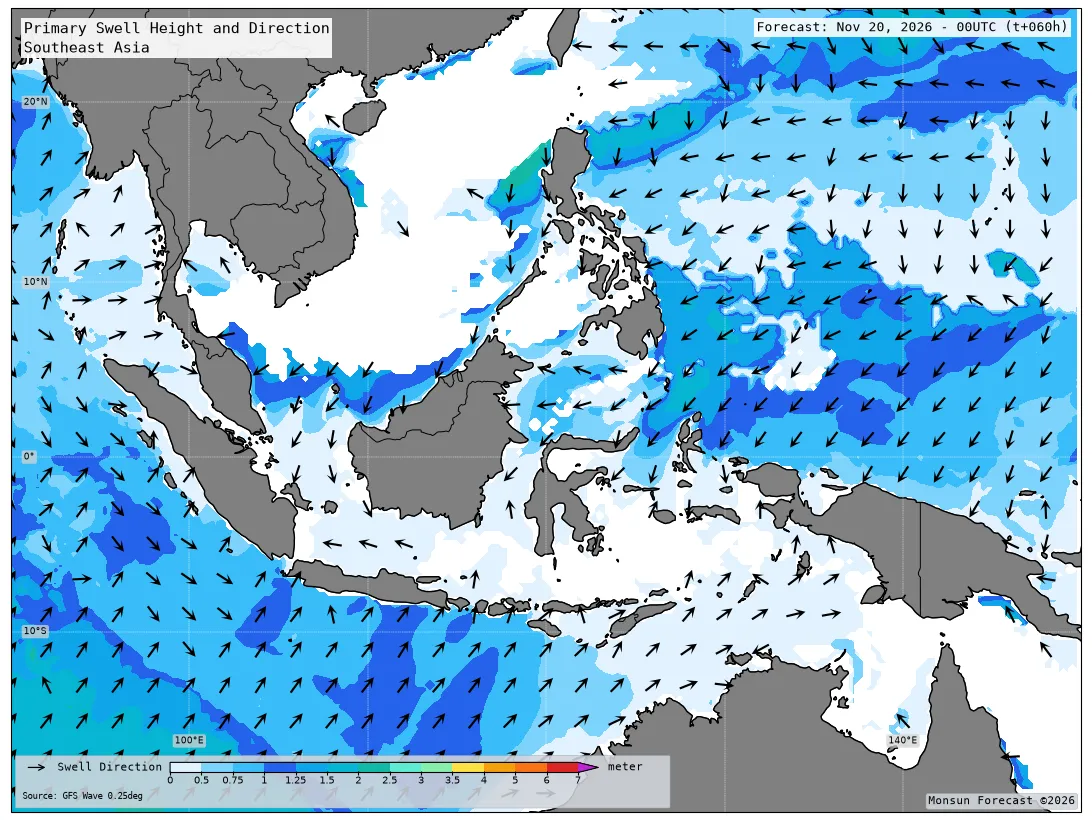 Primary Swell Height and Direction
Southeast Asia
Forecast: Nov 20, 2026 - 00UTC (t+060h)
20°N
10°N
0°
10°S
100°E
140°E
Swell Direction
0 0.5 0.75 1 1.25 1.5 2 2.5 3 3.5 4 5 6 7
meter
Source: GFS Wave 0.25deg
Monsun Forecast ©2026